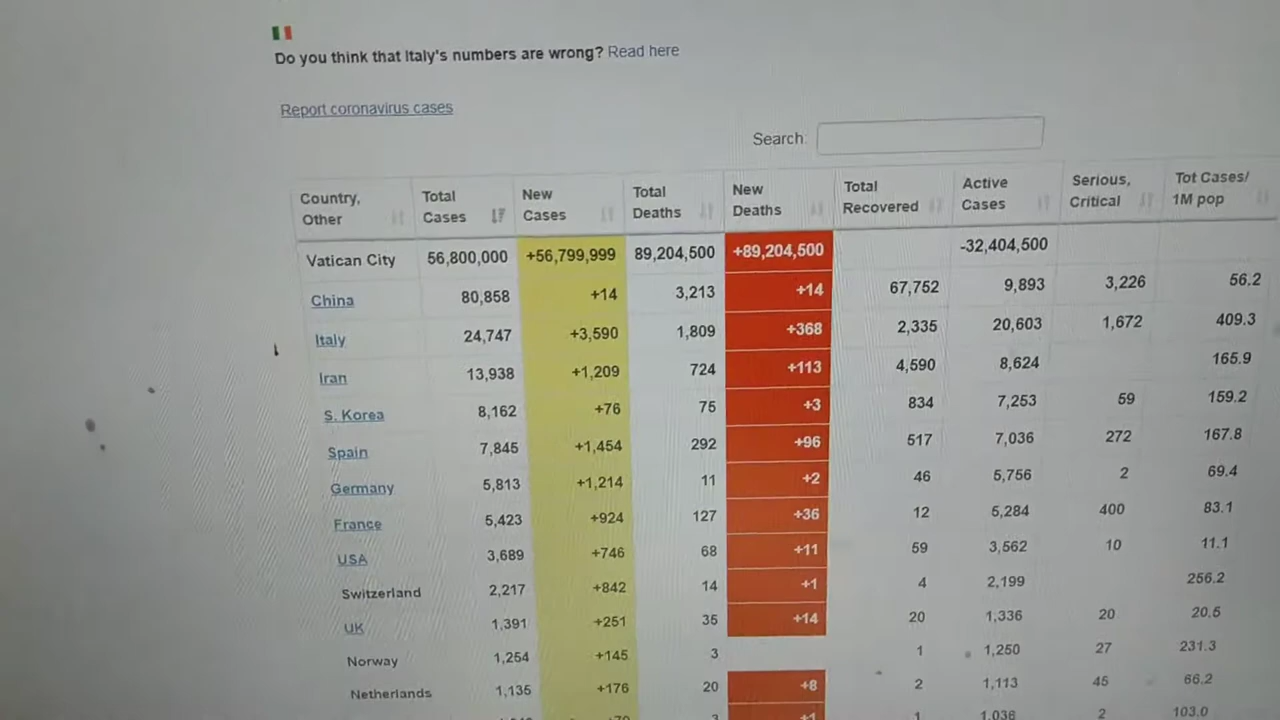 Do you think that Italy's numbers are wrong? Read here
Report coronavirus cases
Search:
Country, Other Total Cases New Cases Total Deaths New Deaths Total Recovered Active Cases Serious, Critical Tot Cases/ 1M pop
Vatican City 56,800,000 +56,799,999 89,204,500 +89,204,500 -32,404,500
China 80,858 +14 3,213 +14 67,752 9,893 3,226 56.2
Italy 24,747 +3,590 1,809 +368 2,335 20,603 1,672 409.3
Iran 13,938 +1,209 724 +113 4,590 8,624 165.9
S. Korea 8,162 +76 75 +3 834 7,253 59 159.2
Spain 7,845 +1,454 292 +96 517 7,036 272 167.8
Germany 5,813 +1,214 11 +2 46 5,756 2 69.4
France 5,423 +924 127 +36 12 5,284 400 83.1
USA 3,689 +746 68 +11 59 3,562 10 11.1
Switzerland 2,217 +842 14 +1 4 2,199 256.2
UK 1,391 +251 35 +14 20 1,336 20 20.5
Norway 1,254 +145 3 1 1,250 27 231.3
Netherlands 1,135 +176 20 +8 2 1,113 45 66.2
3 +1 1 1,036 2 103.0